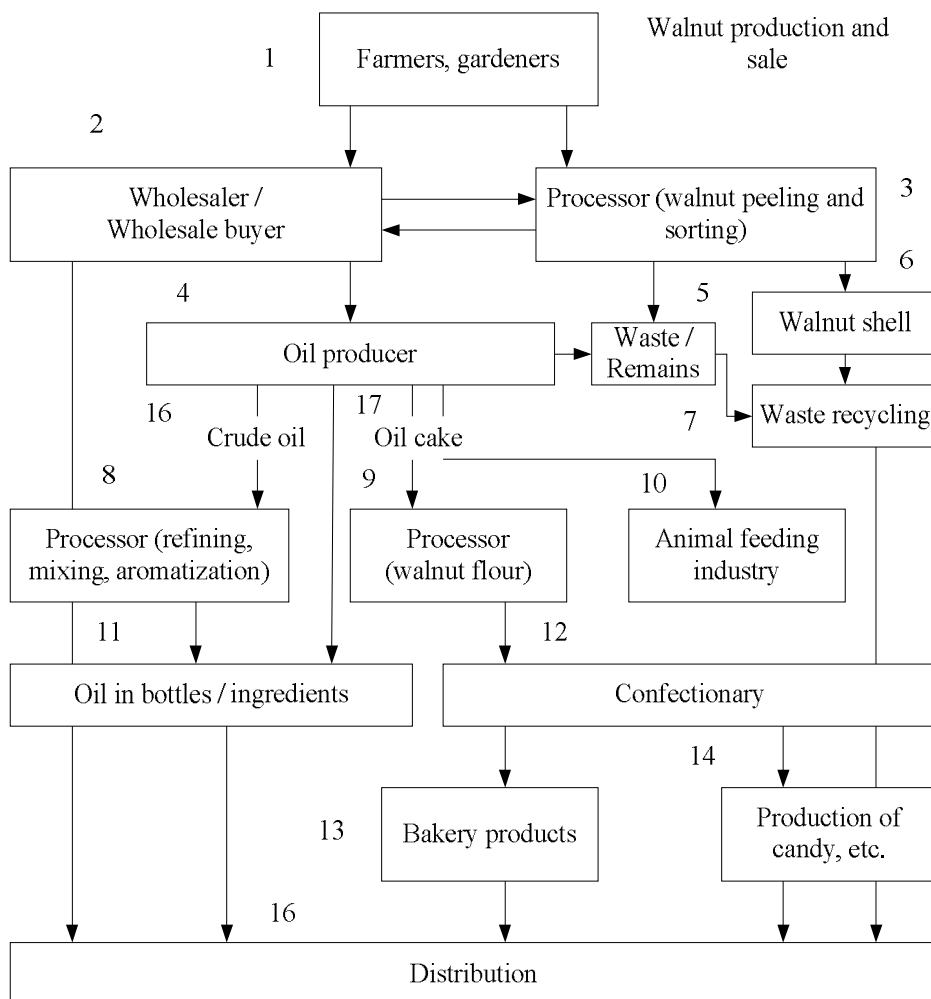 Walnut production and
sale
1
Farmers, gardeners
2
Wholesaler /
Wholesale buyer
Processor (walnut peeling and
sorting)
3
6
4
5
Walnut shell
Oil producer
Waste /
Remains
16
17
7
Waste recycling
Crude oil
Oil cake
8
9
10
Processor (refining,
mixing, aromatization)
Processor
(walnut flour)
Animal feeding
industry
11
12
Oil in bottles / ingredients
Confectionary
14
13
Bakery products
Production of
candy, etc.
16
Distribution